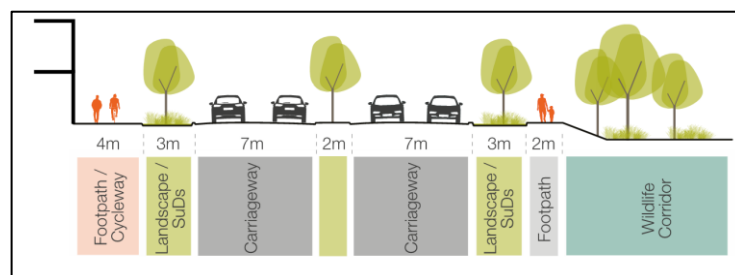 4m
3m
7m
2m
7m
3m
2m
Footpath /
Cycleway
Landscape /
SuDs
Carriageway
Carriageway
Landscape /
SuDs
Footpath
Wildlife
Corridor